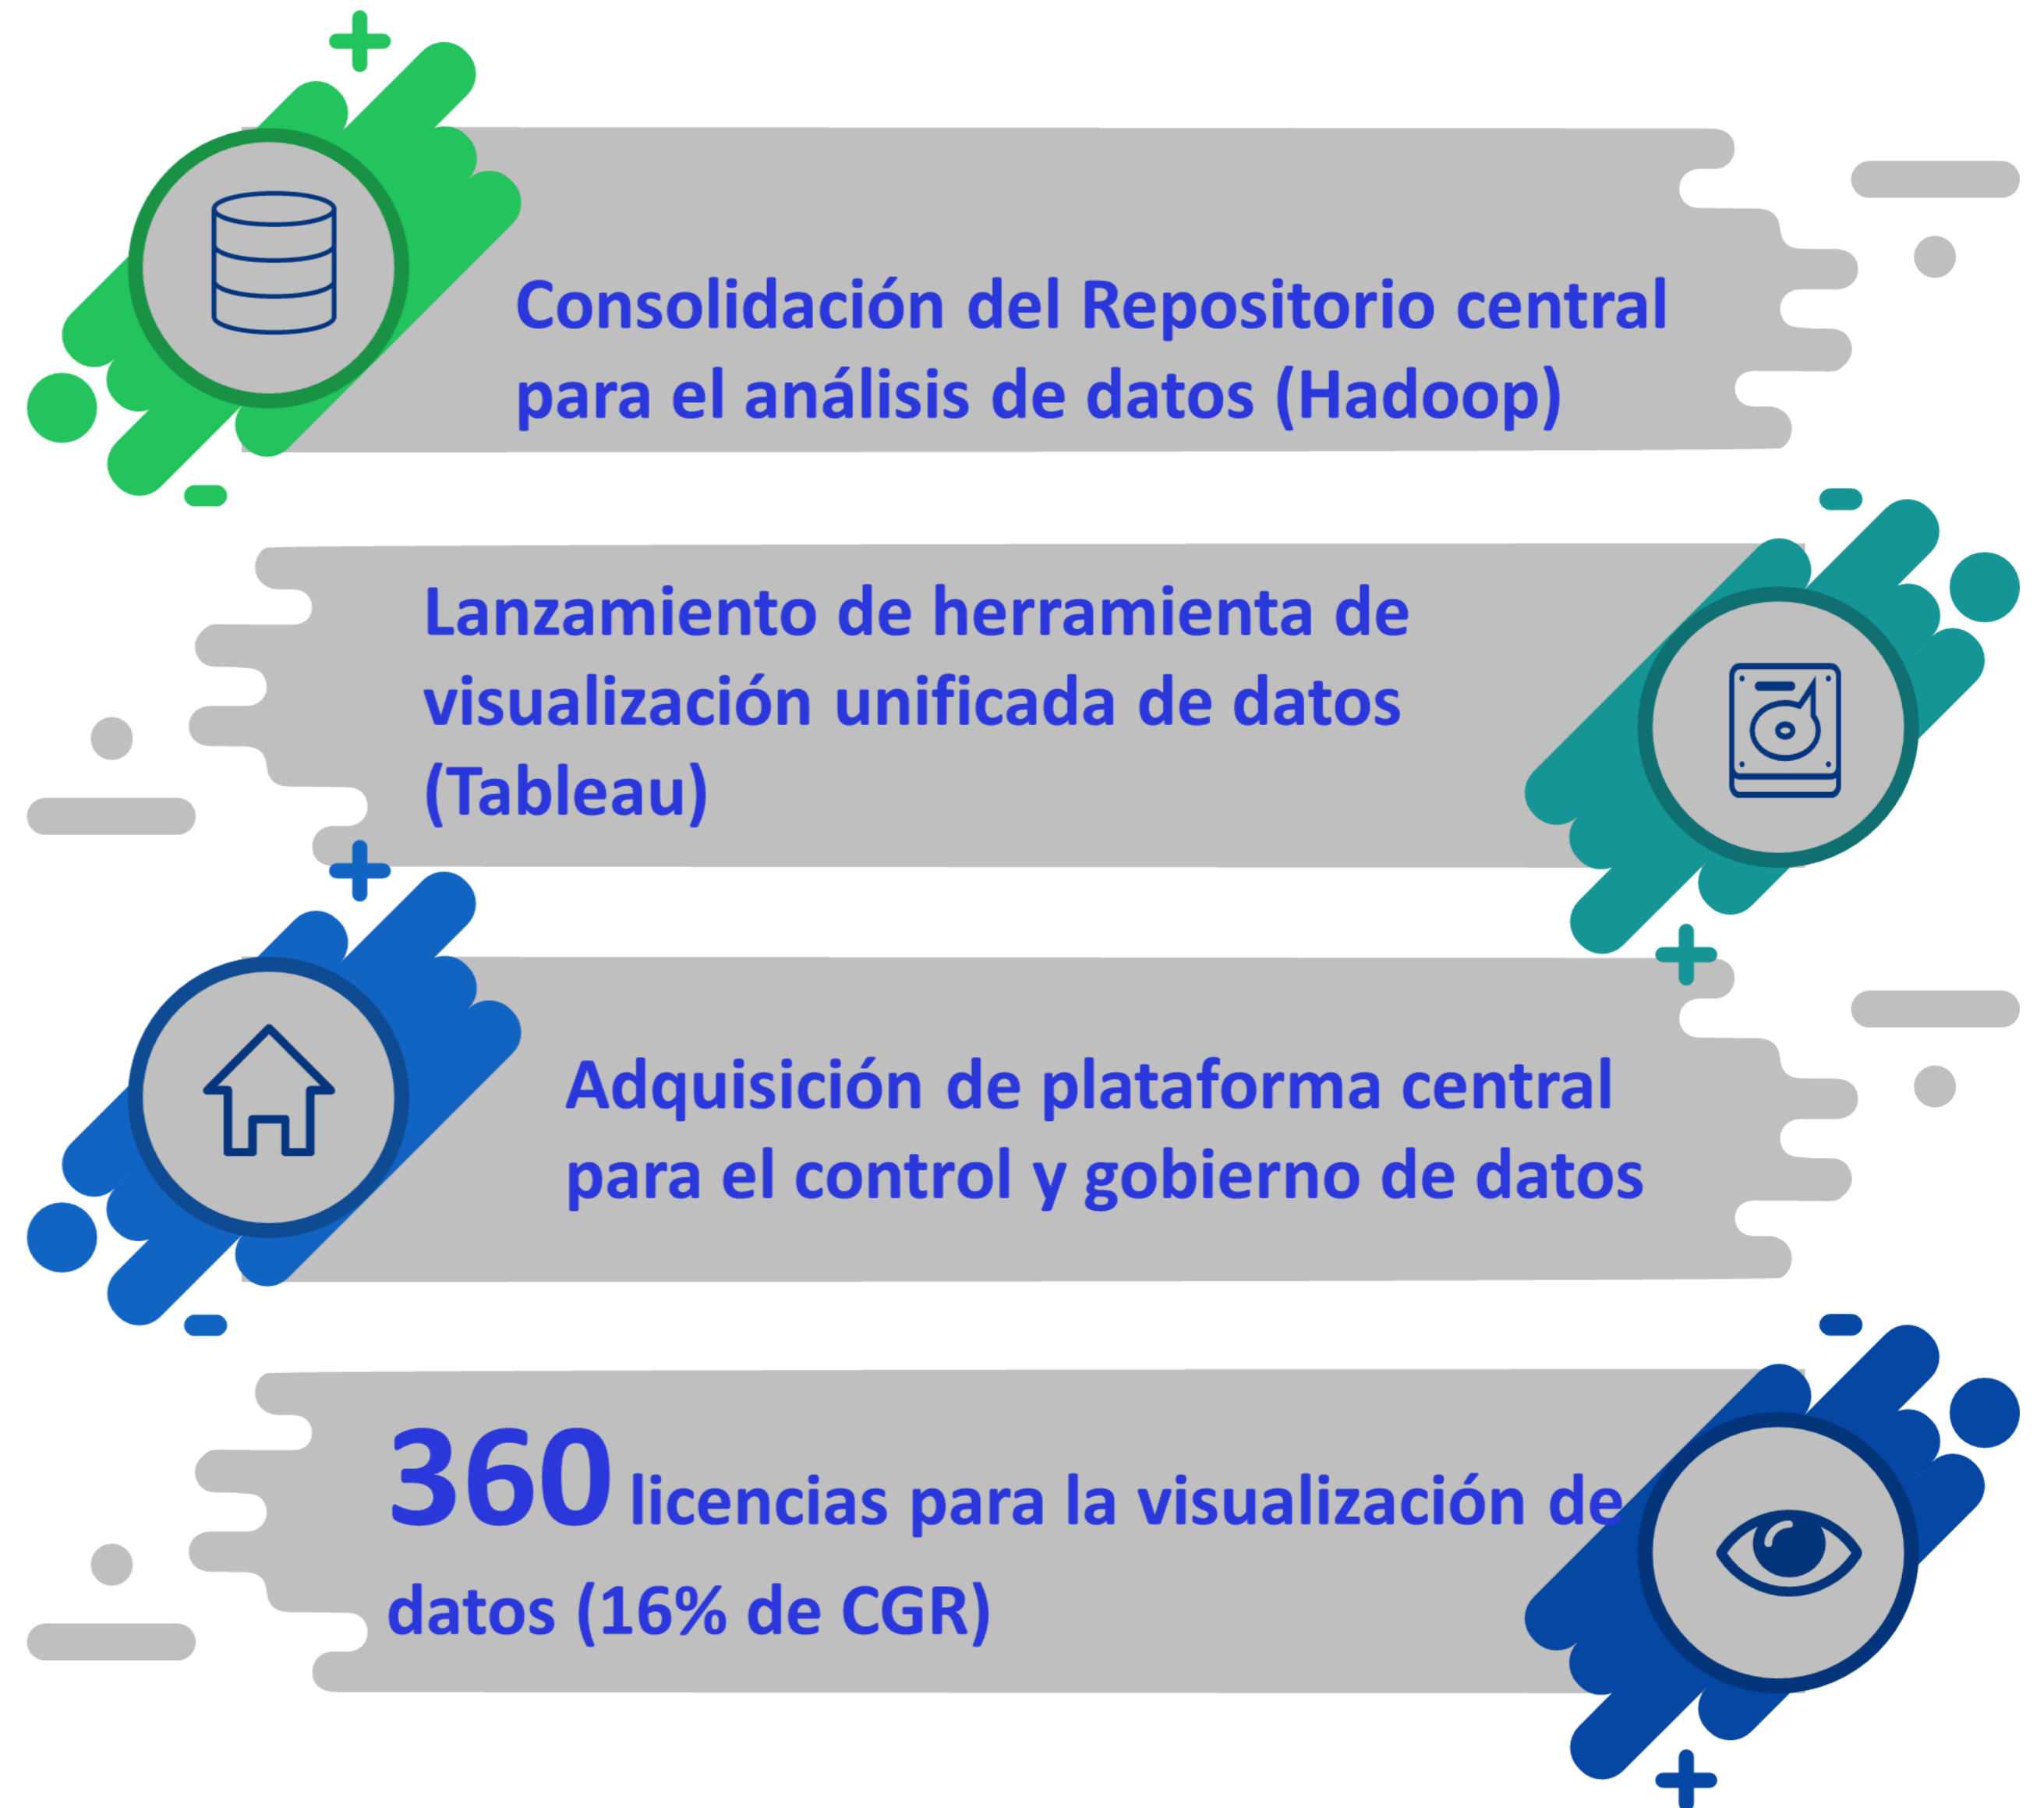 Consolidación del Repositorio central
para el análisis de datos (Hadoop)
Lanzamiento de herramienta de
visualización unificada de datos
(Tableau)
Adquisición de plataforma central
para el control y gobierno de datos
360 licencias para la visualización de
datos (16% de CGR)